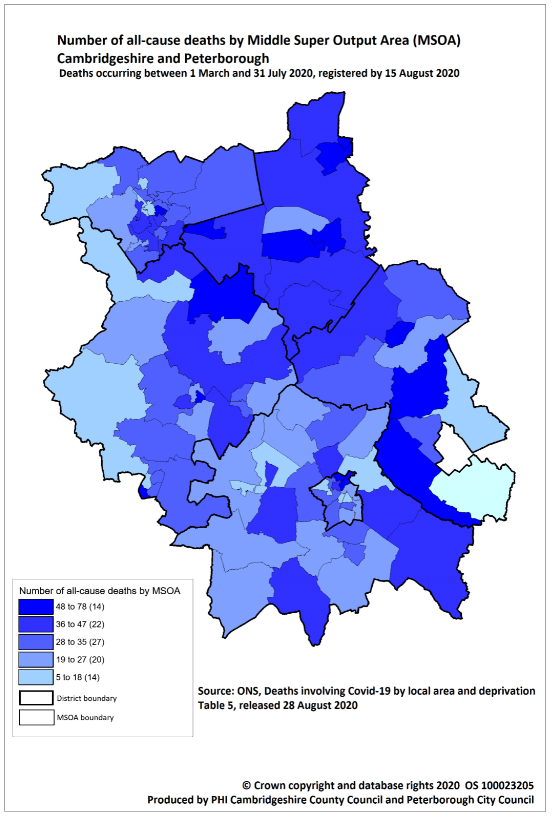 Number of all-cause deaths by Middle Super Output Area (MSOA)
Cambridgeshire and Peterborough
Deaths occurring between 1 March and 31 July 2020, registered by 15 August 2020
Number of all-cause deaths by MSOA
48 to 78 (14)
36 to 47 (22)
28 to 35 (27)
19 to 27 (20)
5 to 18 (14)
District boundary
MSOA boundary
Source: ONS, Deaths involving Covid-19 by local area and deprivation
Table 5, released 28 August 2020
© Crown copyright and database rights 2020 OS 100023205
Produced by PHI Cambridgeshire County Council and Peterborough City Council